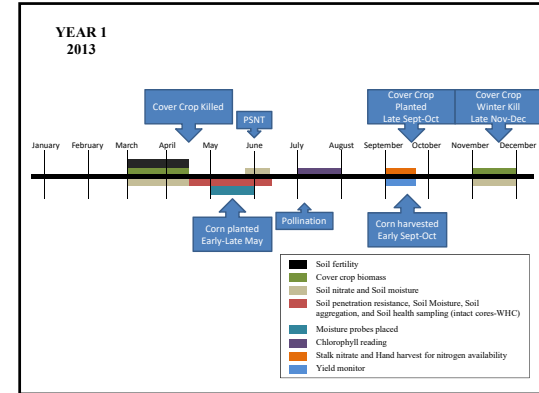 YEAR 1
2013
Cover Crop Killed
PSNT
Cover Crop
Planted
Late Sept-Oct
Cover Crop
Winter Kill
Late Nov-Dec
January February March April May June July August September October November December
Corn planted
Early-Late May
Pollination
Corn harvested
Early Sept-Oct
Soil fertility
Cover crop biomass
Soil nitrate and Soil moisture
Soil penetration resistance, Soil Moisture, Soil
aggregation, and Soil health sampling (intact cores-WHC)
Moisture probes placed
Chlorophyll reading
Stalk nitrate and Hand harvest for nitrogen availability
Yield monitor